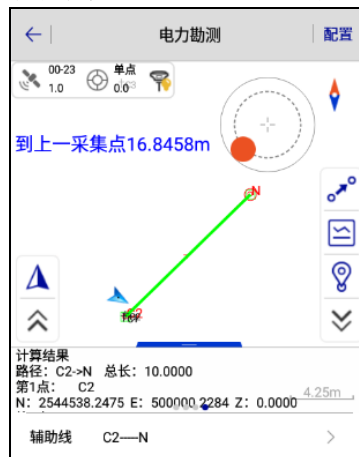 电力勘测
配置
00-23 单点
1.0 0.0
到上一采集点16.8458m
N
计算结果
路径：C2->N 总长：10.0000
第1点： C2
N：2544538.2475 E：500000.2284 Z：0.0000
4.25m
辅助线 C2----N